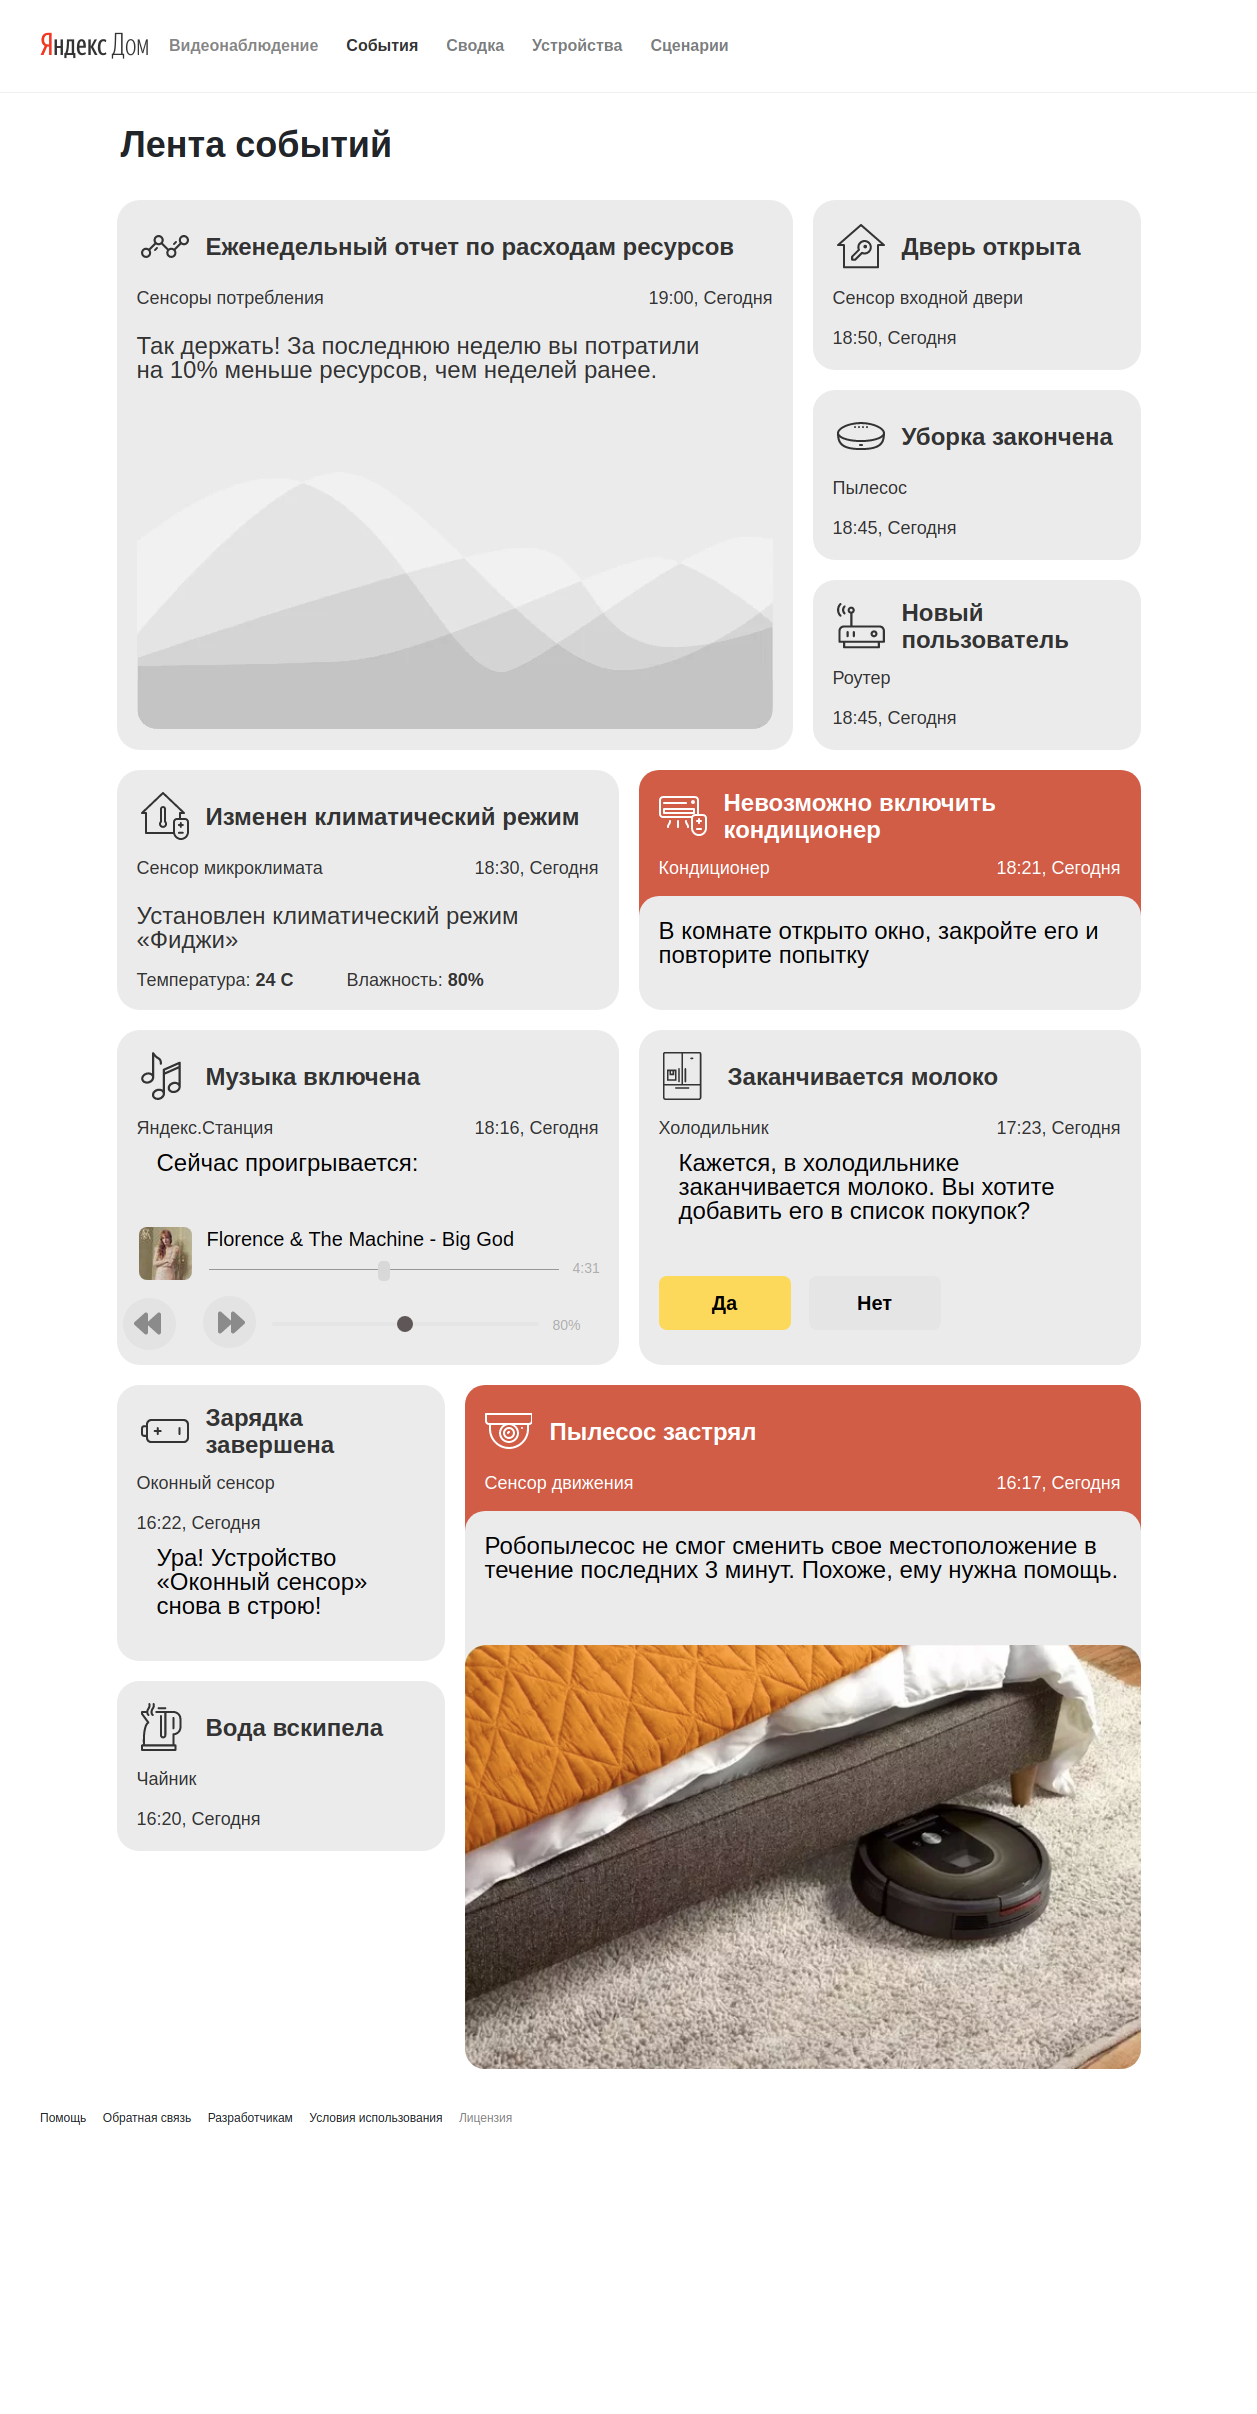 Яндекс Дом
Видеонаблюдение
События
Сводка
Устройства
Сценарии
Лента событий
Еженедельный отчет по расходам ресурсов
Сенсоры потребления
19:00, Сегодня
Так держать! За последнюю неделю вы потратили
на 10% меньше ресурсов, чем неделей ранее.
Дверь открыта
Сенсор входной двери
18:50, Сегодня
Уборка закончена
Пылесос
18:45, Сегодня
Новый
пользователь
Роутер
18:45, Сегодня
Изменен климатический режим
Сенсор микроклимата
18:30, Сегодня
Установлен климатический режим
«Фиджи»
Температура: 24 C
Влажность: 80%
Невозможно включить
кондиционер
Кондиционер
18:21, Сегодня
В комнате открыто окно, закройте его и
повторите попытку
Музыка включена
Яндекс.Станция
18:16, Сегодня
Сейчас проигрывается:
Florence & The Machine - Big God
4:31
80%
Заканчивается молоко
Холодильник
17:23, Сегодня
Кажется, в холодильнике
заканчивается молоко. Вы хотите
добавить его в список покупок?
Да
Нет
Зарядка
завершена
Оконный сенсор
16:22, Сегодня
Ура! Устройство
«Оконный сенсор»
снова в строю!
Пылесос застрял
Сенсор движения
16:17, Сегодня
Робопылесос не смог сменить свое местоположение в
течение последних 3 минут. Похоже, ему нужна помощь.
Вода вскипела
Чайник
16:20, Сегодня
Помощь
Обратная связь
Разработчикам
Условия использования
Лицензия